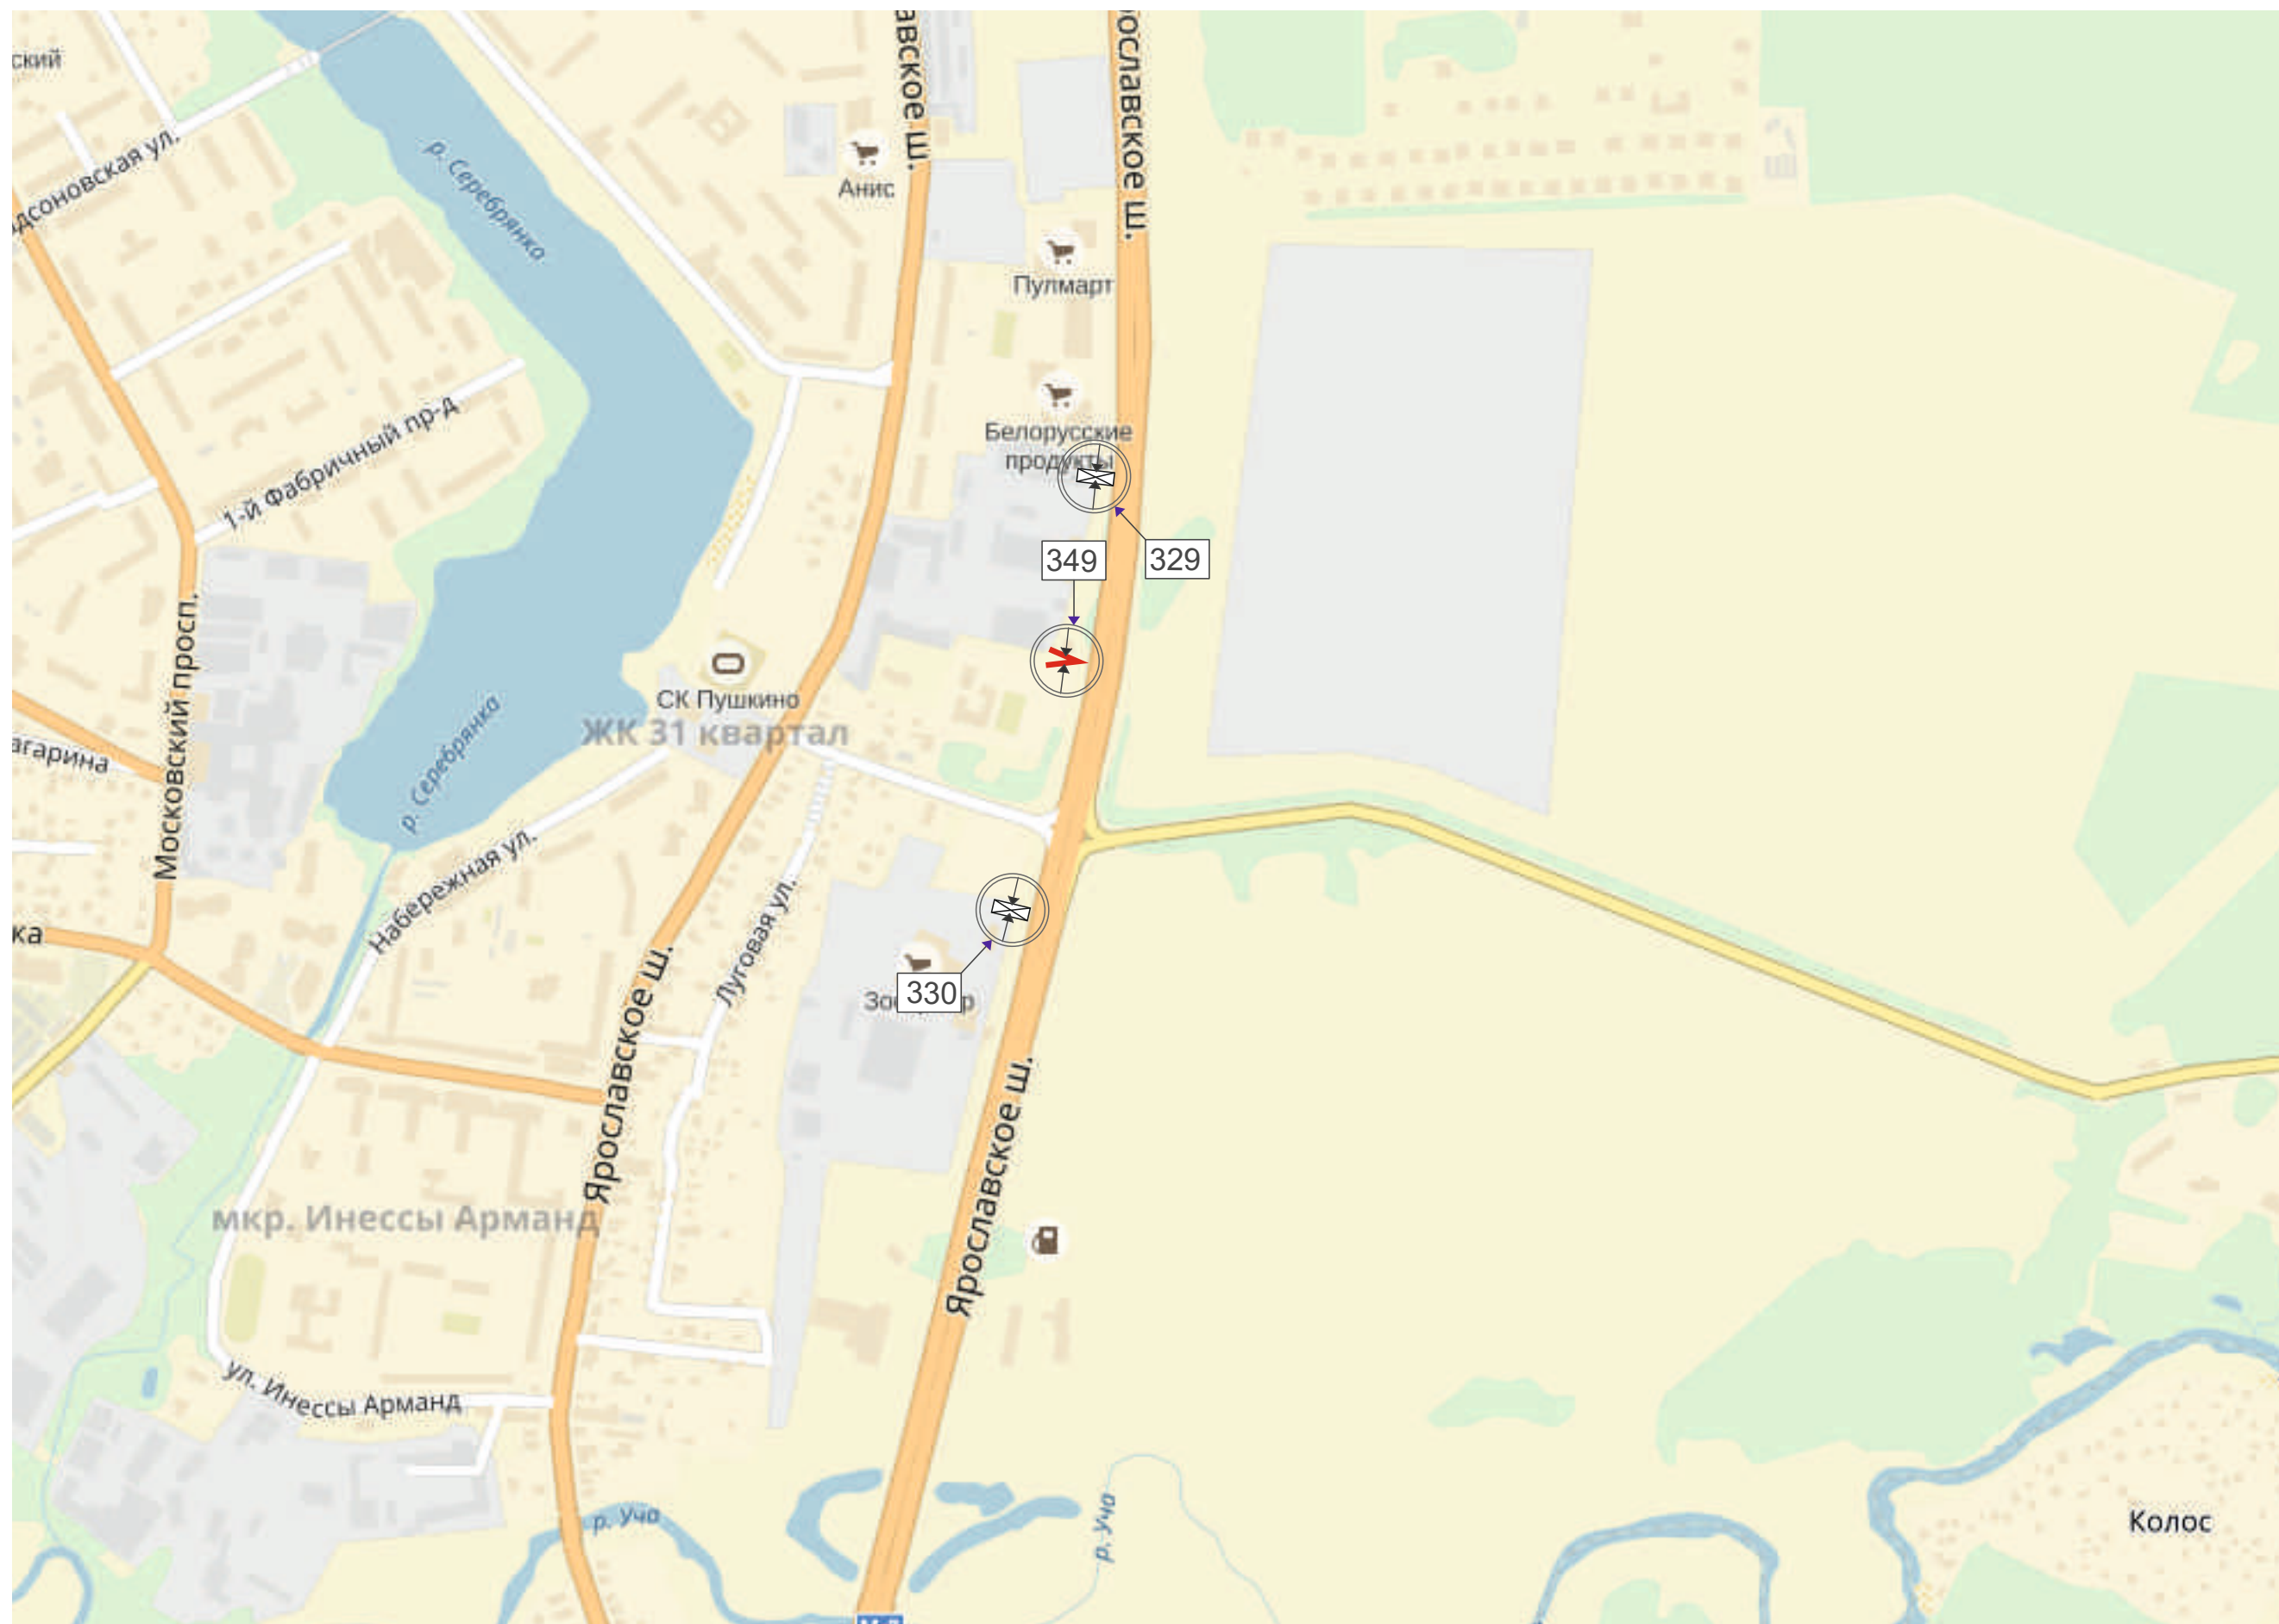 ский
авское ш.
рославское ш.
дсоновская ул.
р. Серебрянка
Анис
Пулмарт
1-й Фабричный пр-д
Белорусские
продукты
349
329
Московский просп.
СК Пушкино
ЖК 31 квартал
агарина
р. Серебрянка
Набережная ул.
Луговая ул.
ка
330
Ярославское ш.
Ярославское ш.
мкр. Инессы Арманд
ул. Инессы Арманд
р. Уча
р. Уча
Колос